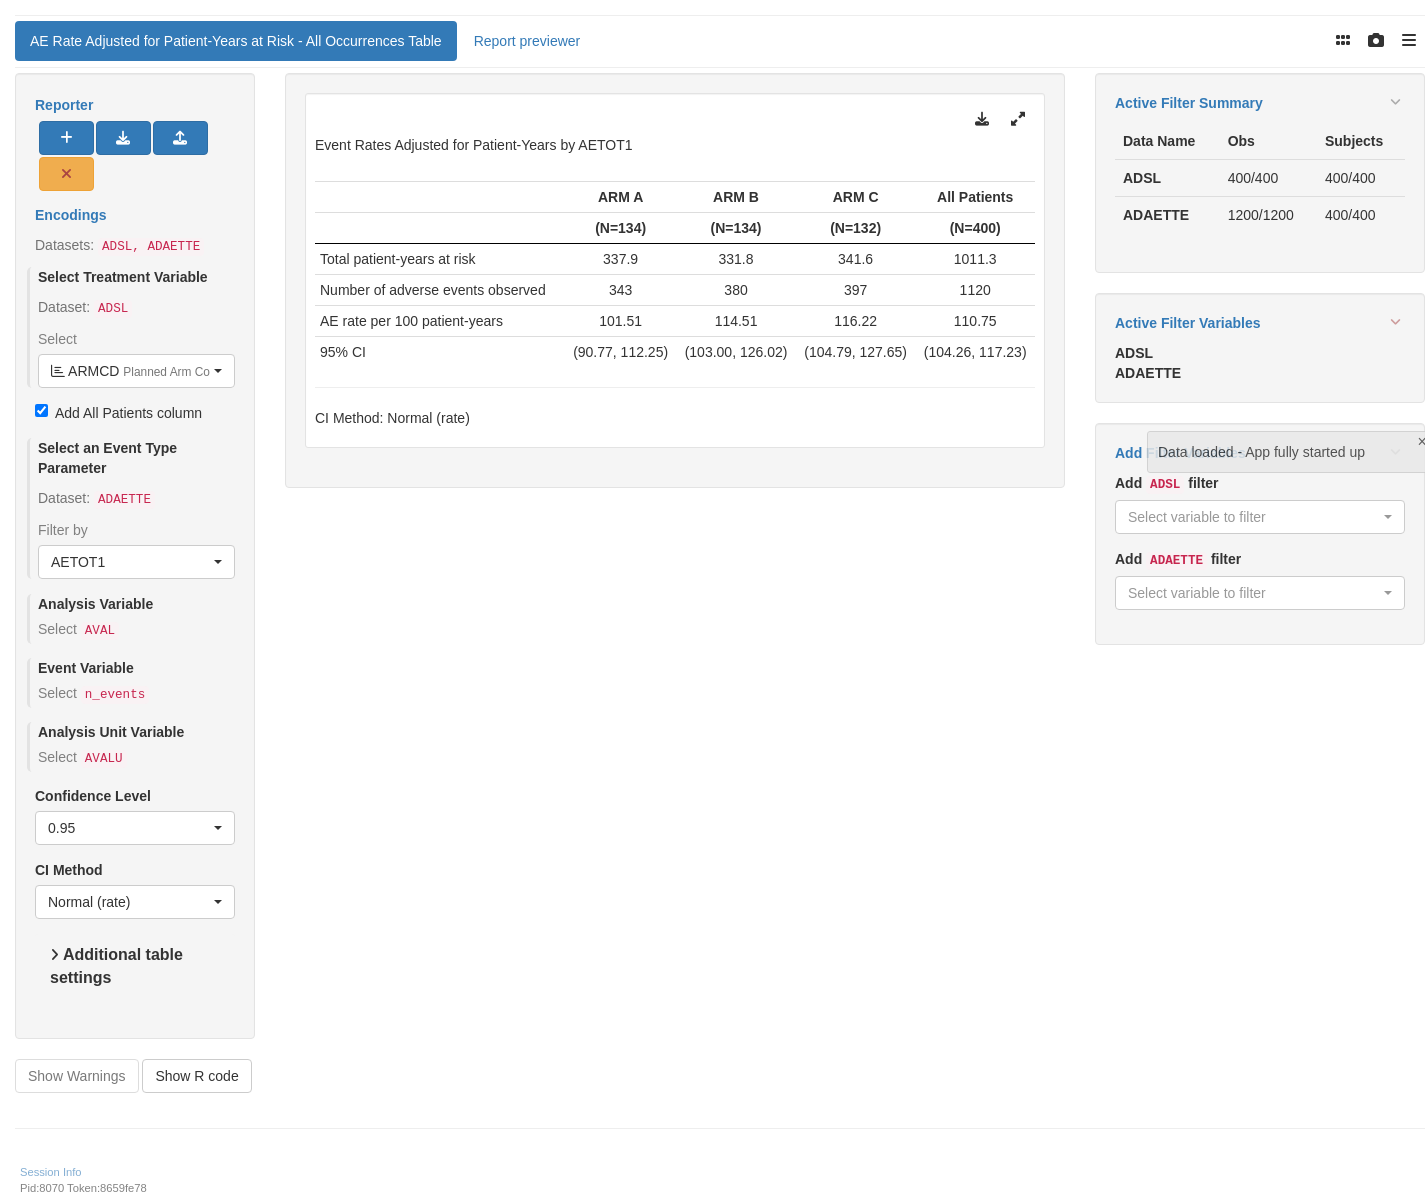 AE Rate Adjusted for Patient-Years at Risk - All Occurrences Table
Report previewer
Reporter
Encodings
Datasets: ADSL, ADAETTE
Select Treatment Variable
Dataset: ADSL
Select
ARMCD Planned Arm Co
Add All Patients column
Select an Event Type
Parameter
Dataset: ADAETTE
Filter by
AETOT1
Analysis Variable
Select AVAL
Event Variable
Select n_events
Analysis Unit Variable
Select AVALU
Confidence Level
0.95
CI Method
Normal (rate)
Additional table
settings
Show Warnings
Show R code
Event Rates Adjusted for Patient-Years by AETOT1
ARM A ARM B ARM C All Patients
(N=134) (N=134) (N=132) (N=400)
Total patient-years at risk 337.9 331.8 341.6 1011.3
Number of adverse events observed 343 380 397 1120
AE rate per 100 patient-years 101.51 114.51 116.22 110.75
95% CI (90.77, 112.25) (103.00, 126.02) (104.79, 127.65) (104.26, 117.23)
CI Method: Normal (rate)
Active Filter Summary
Data Name Obs Subjects
ADSL 400/400 400/400
ADAETTE 1200/1200 400/400
Active Filter Variables
ADSL
ADAETTE
Add
Data loaded - App fully started up
×
Add ADSL filter
Select variable to filter
Add ADAETTE filter
Select variable to filter
Session Info
Pid:8070 Token:8659fe78